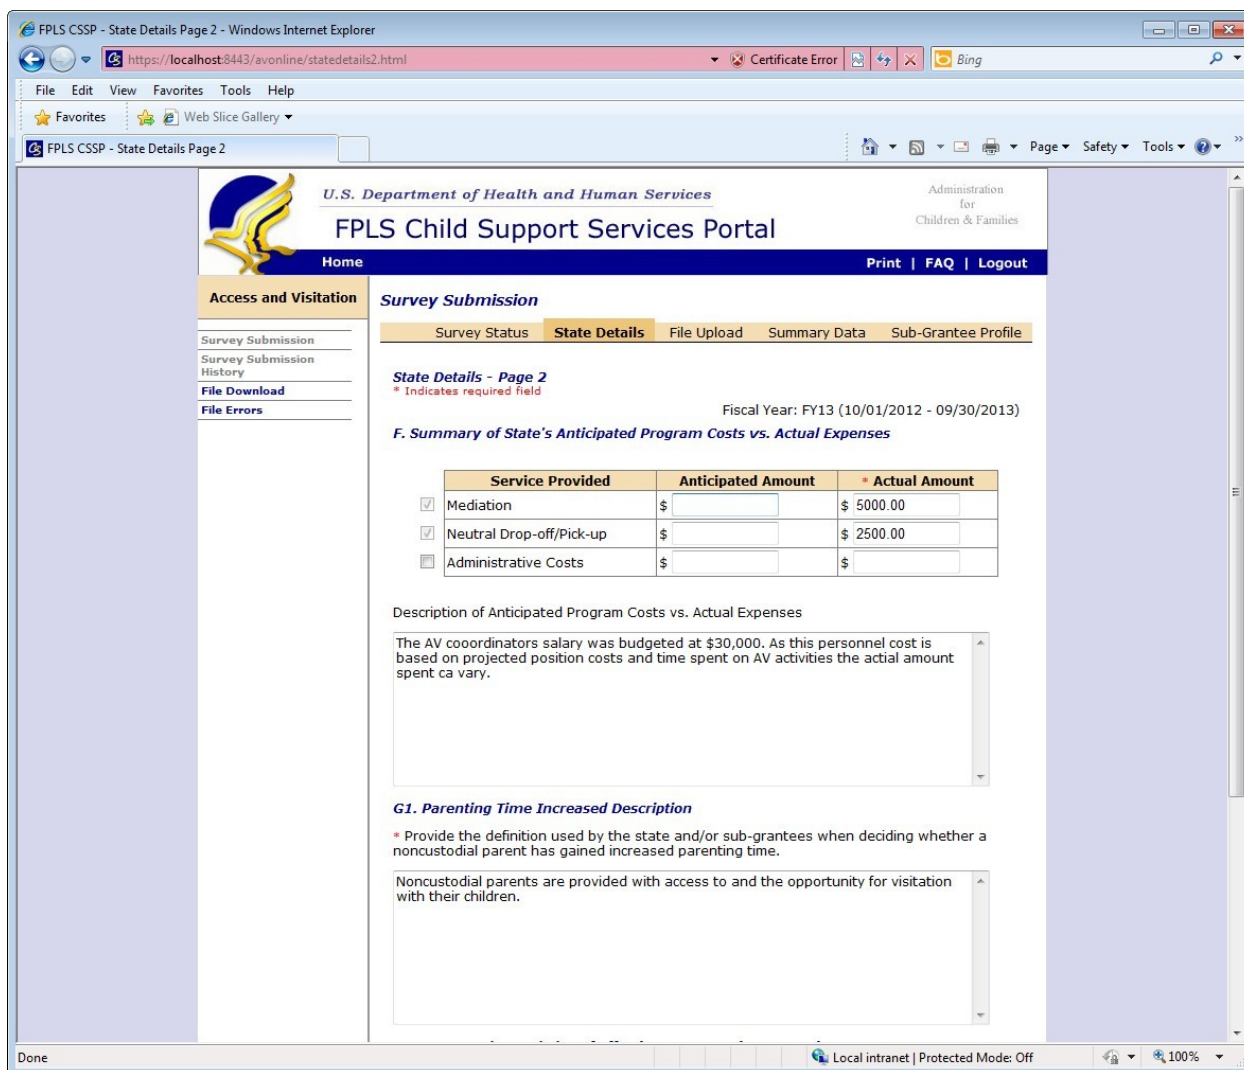 FPLS CSSP - State Details Page 2 - Windows Internet Explorer
https://localhost:8443/avonline/statedetails2.html
Certificate Error
Bing
File Edit View Favorites Tools Help
Favorites Web Slice Gallery
FPLS CSSP - State Details Page 2
Page Safety Tools
U.S. Department of Health and Human Services
FPLS Child Support Services Portal
Administration
for
Children & Families
Home
Print | FAQ | Logout
Access and Visitation
Survey Submission
Survey Submission
History
File Download
File Errors
Survey Submission
Survey Status State Details File Upload Summary Data Sub-Grantee Profile
State Details - Page 2
* Indicates required field
Fiscal Year: FY13 (10/01/2012 - 09/30/2013)
F. Summary of State's Anticipated Program Costs vs. Actual Expenses
Service Provided Anticipated Amount * Actual Amount
Mediation $ $ 5000.00
Neutral Drop-off/Pick-up $ $ 2500.00
Administrative Costs $ $
Description of Anticipated Program Costs vs. Actual Expenses
The AV cooordinators salary was budgeted at $30,000. As this personnel cost is
based on projected position costs and time spent on AV activities the actial amount
spent ca vary.
G1. Parenting Time Increased Description
* Provide the definition used by the state and/or sub-grantees when deciding whether a
noncustodial parent has gained increased parenting time.
Noncustodial parents are provided with access to and the opportunity for visitation
with their children.
Done
Local intranet | Protected Mode: Off
100%